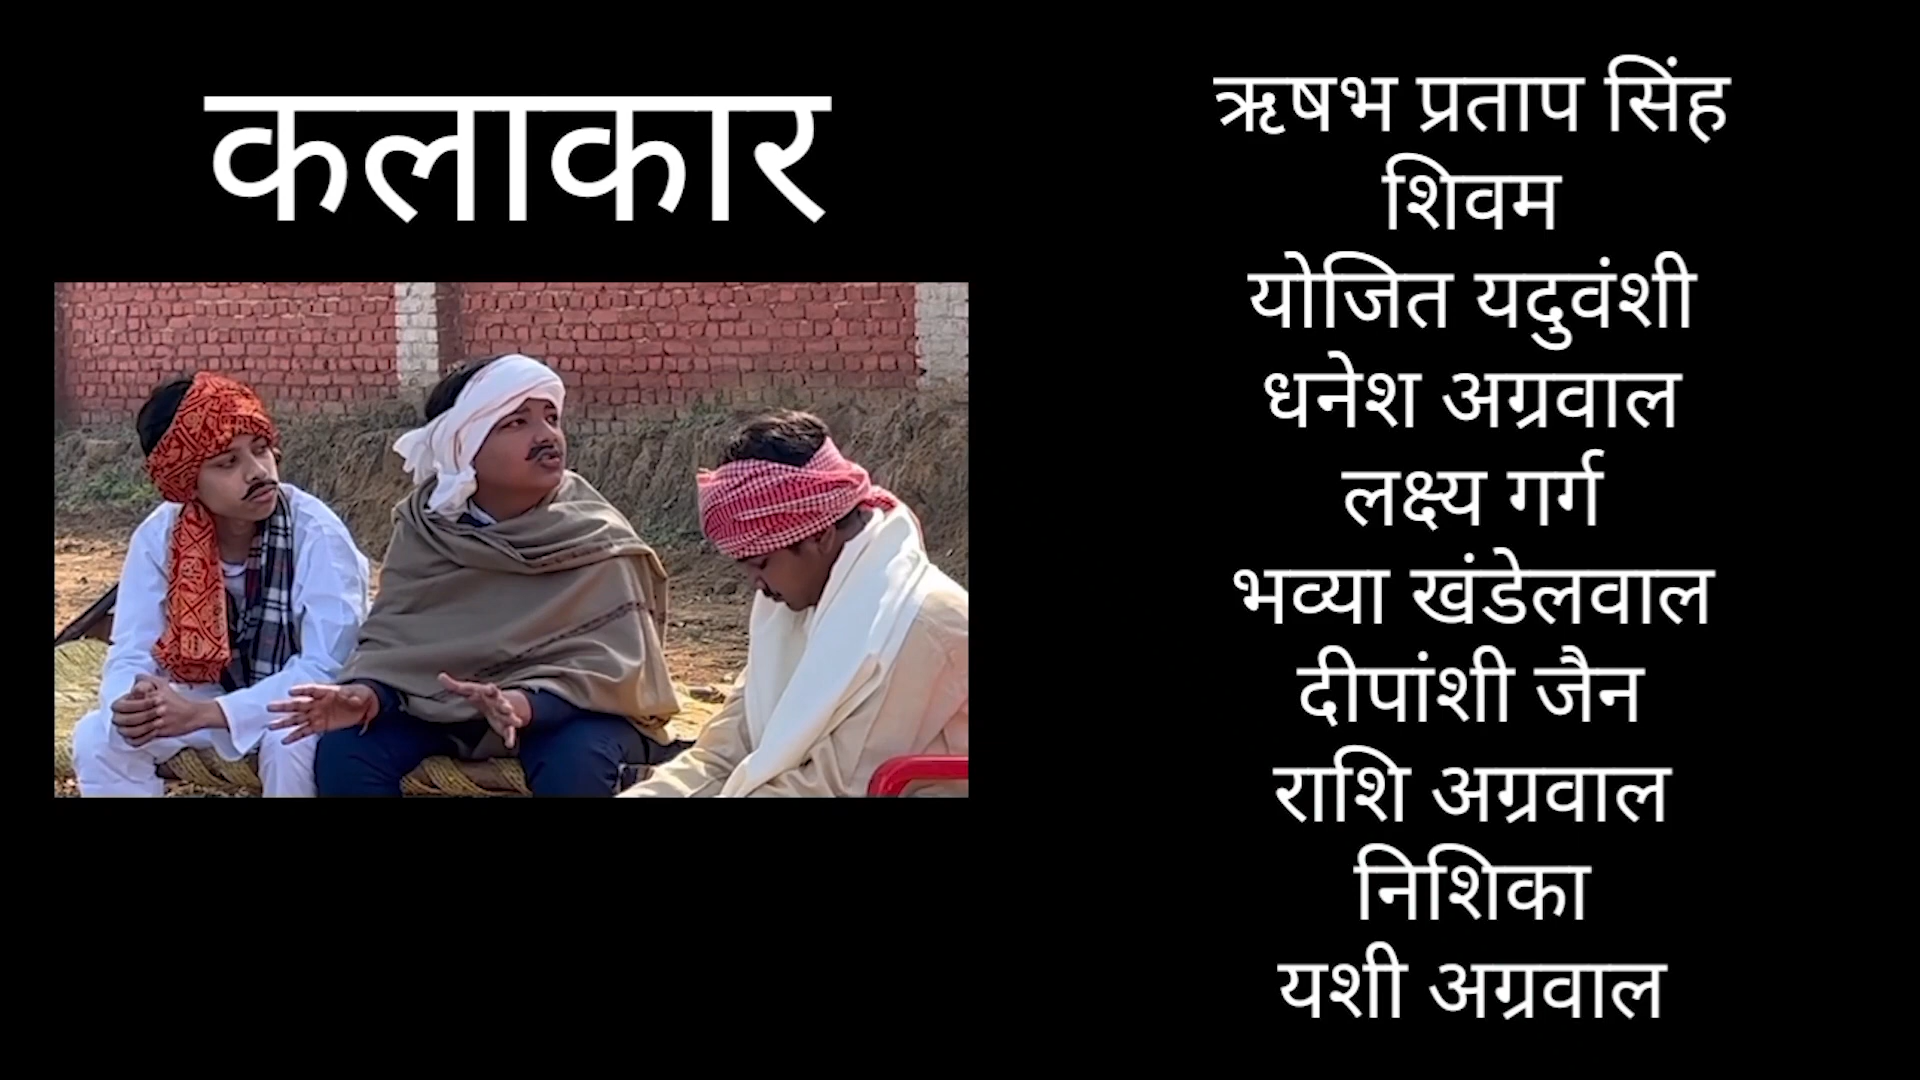 कलाकार
ऋषभ प्रताप सिंह
शिवम
योजित यदुवंशी
धनेश अग्रवाल
लक्ष्य गर्ग
भव्या खंडेलवाल
दीपांशी जैन
राशि अग्रवाल
निशिका
यशी अग्रवाल